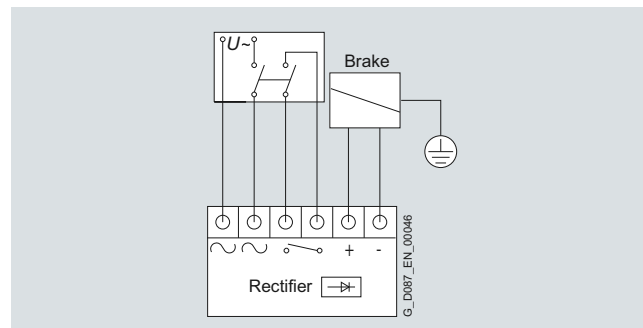 U~
Brake
+ -
Rectifier
G_D087_EN_00046